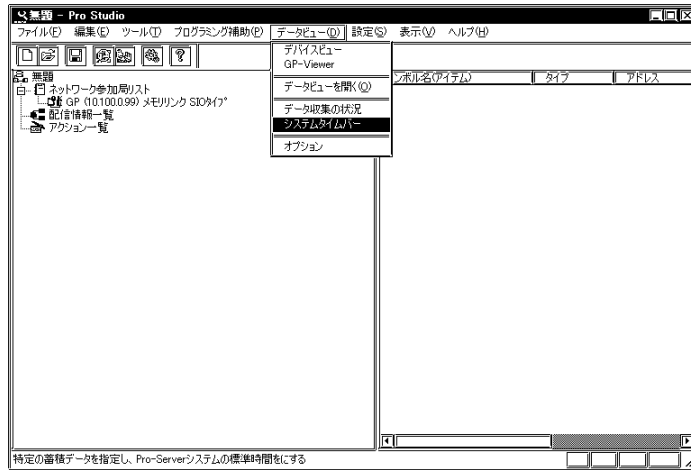 無題 - Pro Studio
ファイル(F) 編集(E) ツール(T) プログラミング補助(P) データビュー(D) 設定(S) 表示(V) ヘルプ(H)
デバイスビュー
GP-Viewer
データビューを開く(O)
データ収集の状況
システムタイムバー
オプション
無題
ネットワーク参加局リスト
GP (10.100.0.99) メモリリンク SIOタイプ
配信情報一覧
アクション一覧
ンボル名(アイテム) タイプ アドレス
特定の蓄積データを指定し、Pro-Serverシステムの標準時間をにする